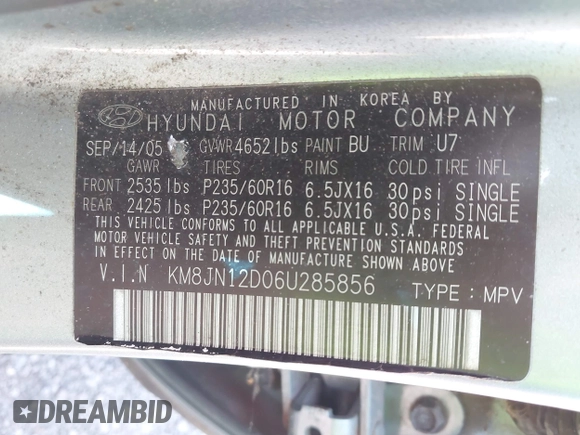 MANUFACTURED IN KOREA BY
HYUNDAI MOTOR COMPANY
SEP/14/05 GVWR 4652 lbs PAINT BU TRIM U7
GAWR TIRES RIMS COLD TIRE INFL
FRONT 2535 lbs P235/60R16 6.5JX16 30psi SINGLE
REAR 2425 lbs P235/60R16 6.5JX16 30psi SINGLE
THIS VEHICLE CONFORMS TO ALL APPLICABLE U.S.A. FEDERAL
MOTOR VEHICLE SAFETY AND THEFT PREVENTION STANDARDS
IN EFFECT ON THE DATE OF MANUFACTURE SHOWN ABOVE
V.I.N KM8JN12D06U285856 TYPE : MPV
DREAMBID